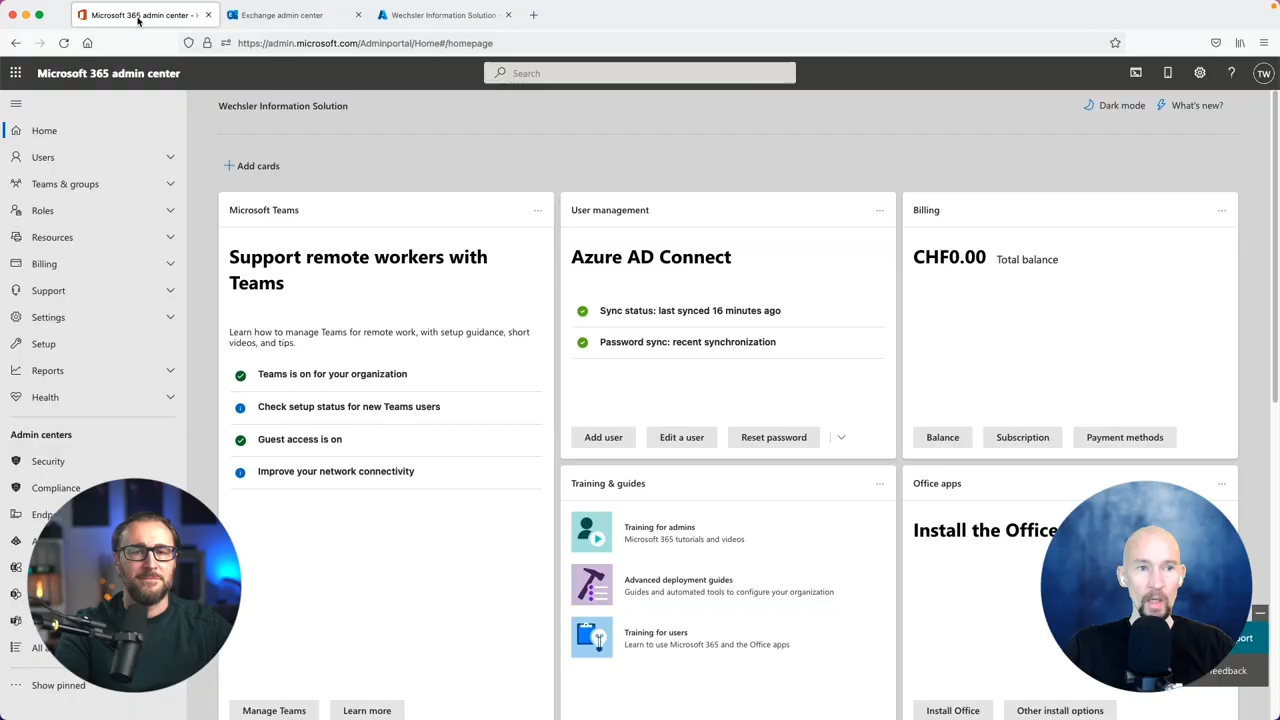 Microsoft 365 admin center - H
Exchange admin center
Wechsler Information Solution -
https://admin.microsoft.com/Adminportal/Home#/homepage
Microsoft 365 admin center
Search
TW
Wechsler Information Solution
Dark mode
What's new?
Add cards
Home
Users
Teams & groups
Roles
Resources
Billing
Support
Settings
Setup
Reports
Health
Admin centers
Security
Compliance
Show pinned
Microsoft Teams
Support remote workers with
Teams
Learn how to manage Teams for remote work, with setup guidance, short
videos, and tips.
Teams is on for your organization
Check setup status for new Teams users
Guest access is on
Improve your network connectivity
Manage Teams
Learn more
User management
Azure AD Connect
Sync status: last synced 16 minutes ago
Password sync: recent synchronization
Add user
Edit a user
Reset password
Training & guides
Training for admins
Microsoft 365 tutorials and videos
Advanced deployment guides
Guides and automated tools to configure your organization
Training for users
Learn to use Microsoft 365 and the Office apps
Billing
CHF0.00 Total balance
Balance
Subscription
Payment methods
Office apps
Install the Office
Install Office
Other install options
feedback